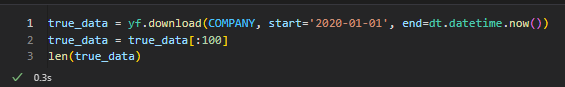 1 true_data = yf.download(COMPANY, start='2020-01-01', end=dt.datetime.now())
2 true_data = true_data[:100]
3 len(true_data)
✓ 0.3s